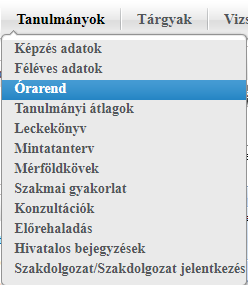 Tanulmányok Tárgyak Vizs
Képzés adatok
Féléves adatok
Órarend
Tanulmányi átlagok
Leckekönyv
Mintatanterv
Mérföldkövek
Szakmai gyakorlat
Konzultációk
Előrehaladás
Hivatalos bejegyzések
Szakdolgozat/Szakdolgozat jelentkezés